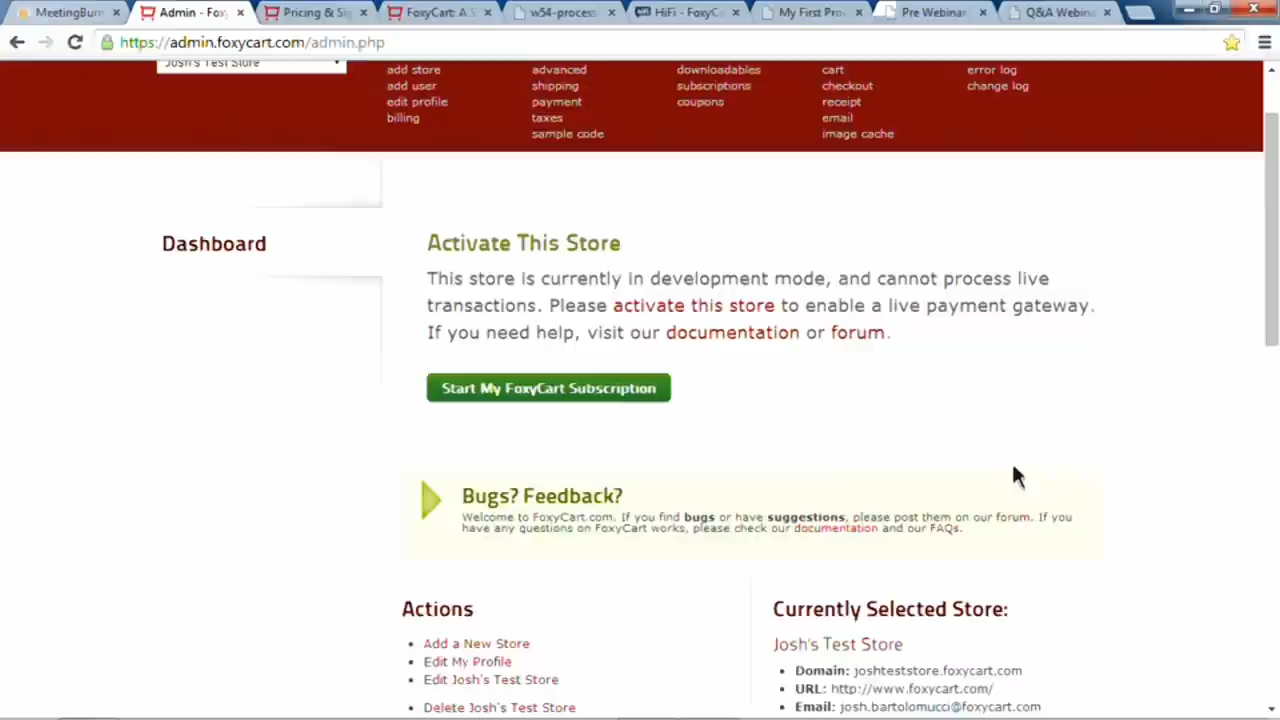 MeetingBurn
Admin - Fox
Pricing & Si
FoxyCart: A S
w54-process
HiFi - FoxyC
My First Pro
Pre Webinar
Q&A Webin
https://admin.foxycart.com/admin.php
Josh's Test Store
add store
add user
edit profile
billing
advanced
shipping
payment
taxes
sample code
downloadables
subscriptions
coupons
cart
checkout
receipt
email
image cache
error log
change log
Dashboard
Activate This Store
This store is currently in development mode, and cannot process live
transactions. Please activate this store to enable a live payment gateway.
If you need help, visit our documentation or forum.
Start My FoxyCart Subscription
Bugs? Feedback?
Welcome to FoxyCart.com. If you find bugs or have suggestions, please post them on our forum. If you
have any questions on FoxyCart works, please check our documentation and our FAQs.
Actions
• Add a New Store
• Edit My Profile
• Edit Josh's Test Store
• Delete Josh's Test Store
Currently Selected Store:
Josh's Test Store
• Domain: joshteststore.foxycart.com
• URL: http://www.foxycart.com/
• Email: josh.bartolomucci@foxycart.com